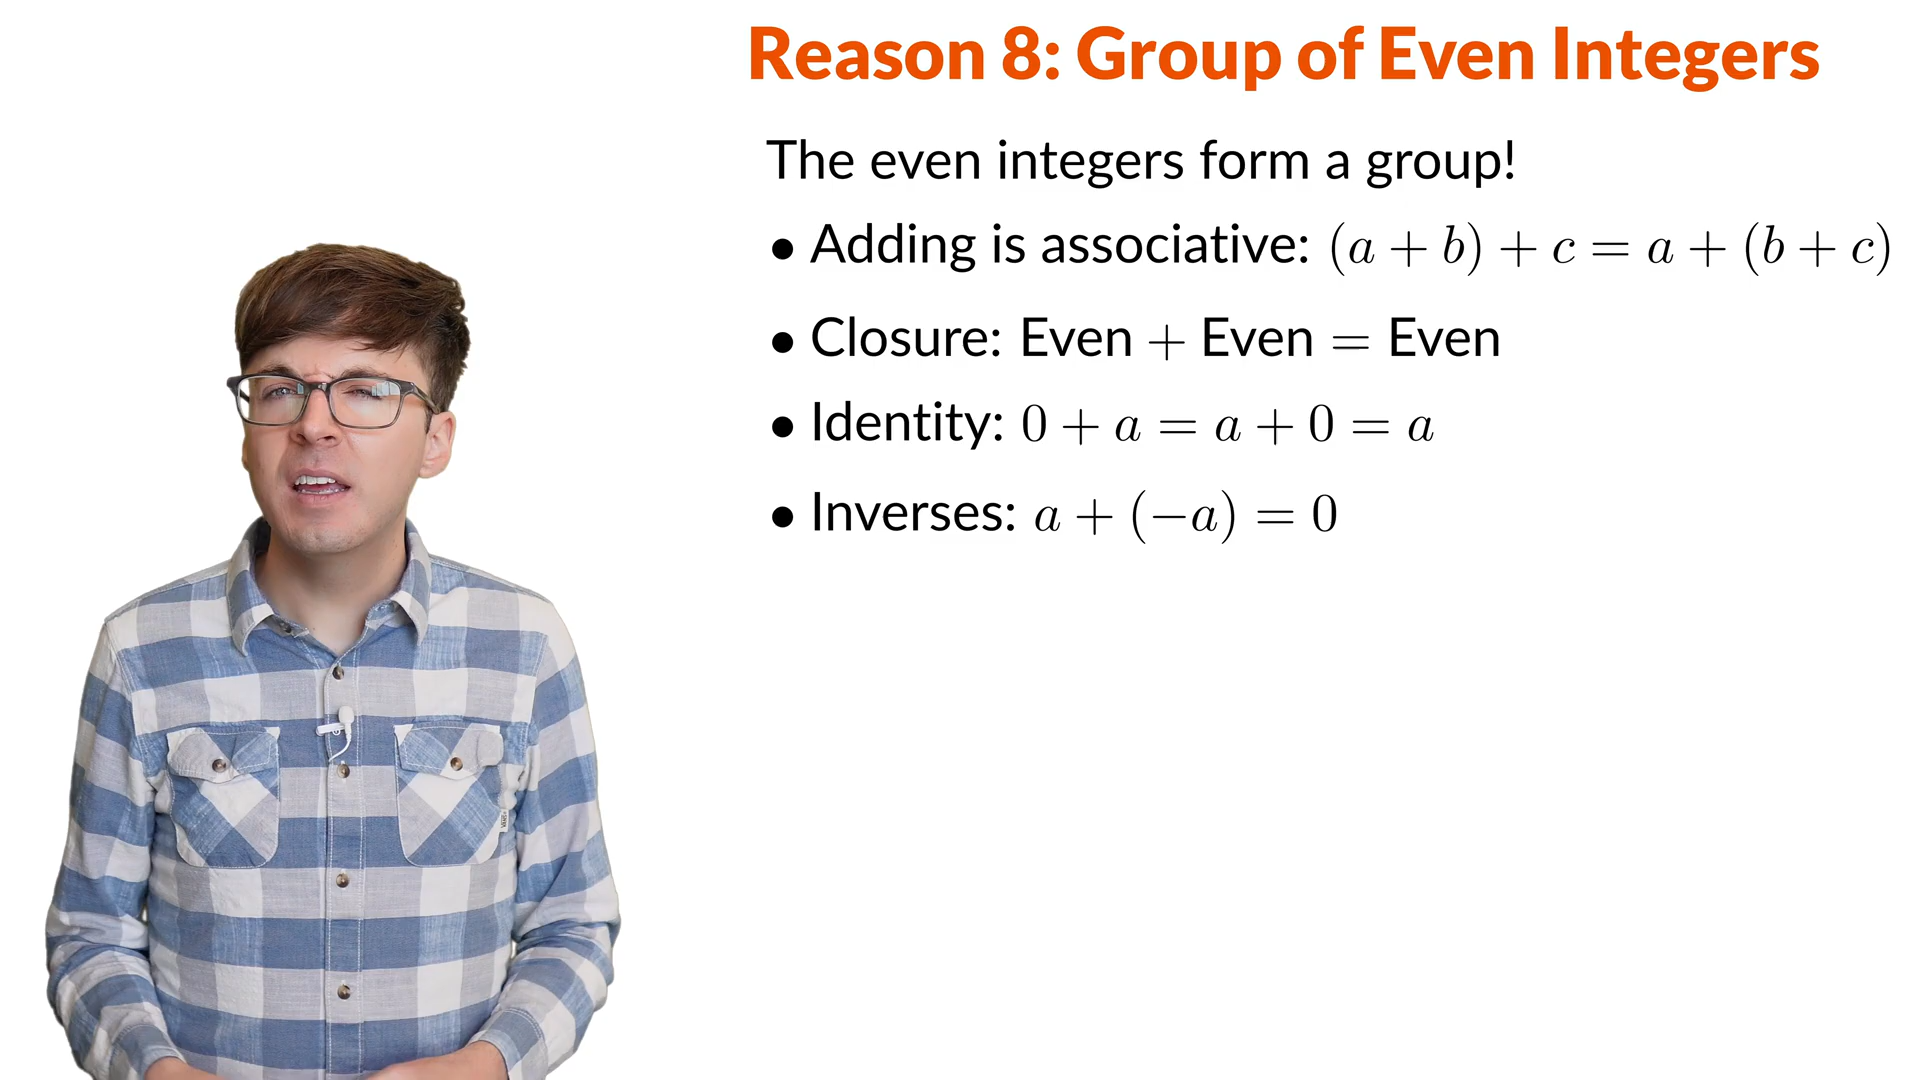 Reason 8: Group of Even Integers
The even integers form a group!
• Adding is associative: (a + b) + c = a + (b + c)
• Closure: Even + Even = Even
• Identity: 0 + a = a + 0 = a
• Inverses: a + (−a) = 0